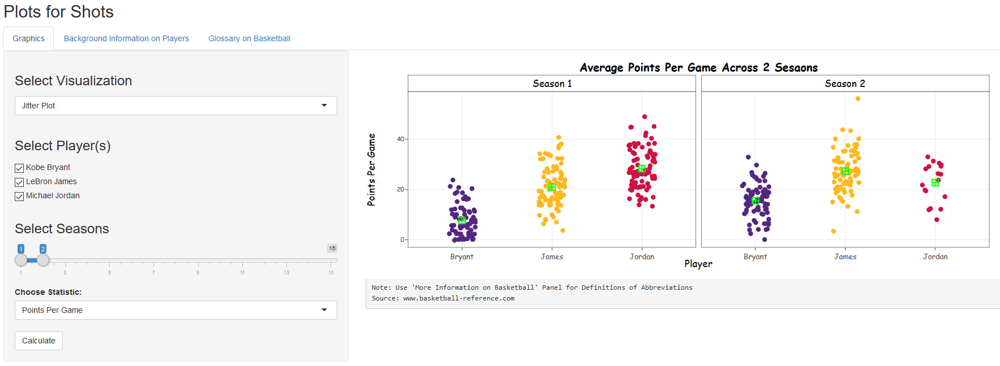 Plots for Shots
Graphics
Background Information on Players
Glossary on Basketball
Select Visualization
Jitter Plot
Select Player(s)
Kobe Bryant
LeBron James
Michael Jordan
Select Seasons
1 2 15
1 3 5 7 9 11 13 15
Choose Statistic:
Points Per Game
Calculate
Average Points Per Game Across 2 Sesaons
Season 1 Season 2
Points Per Game
40
20
0
Bryant James Jordan Bryant James Jordan
Player
Note: Use 'More Information on Basketball' Panel for Definitions of Abbreviations
Source: www.basketball-reference.com